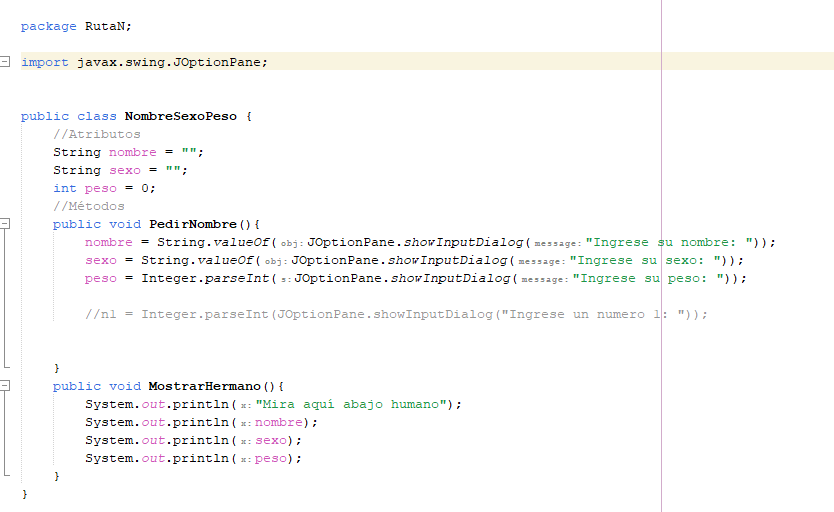 package RutaN;
import javax.swing.JOptionPane;
public class NombreSexoPeso {
//Atributos
String nombre = "";
String sexo = "";
int peso = 0;
//Métodos
public void PedirNombre(){
nombre = String.valueOf( obj: JOptionPane.showInputDialog( message: "Ingrese su nombre: "));
sexo = String.valueOf( obj: JOptionPane.showInputDialog( message: "Ingrese su sexo: "));
peso = Integer.parseInt( s: JOptionPane.showInputDialog( message: "Ingrese su peso: "));
//n1 = Integer.parseInt(JOptionPane.showInputDialog("Ingrese un numero 1: "));
}
public void MostrarHermano(){
System.out.println( x: "Mira aquí abajo humano");
System.out.println( x: nombre);
System.out.println( x: sexo);
System.out.println( x: peso);
}
}